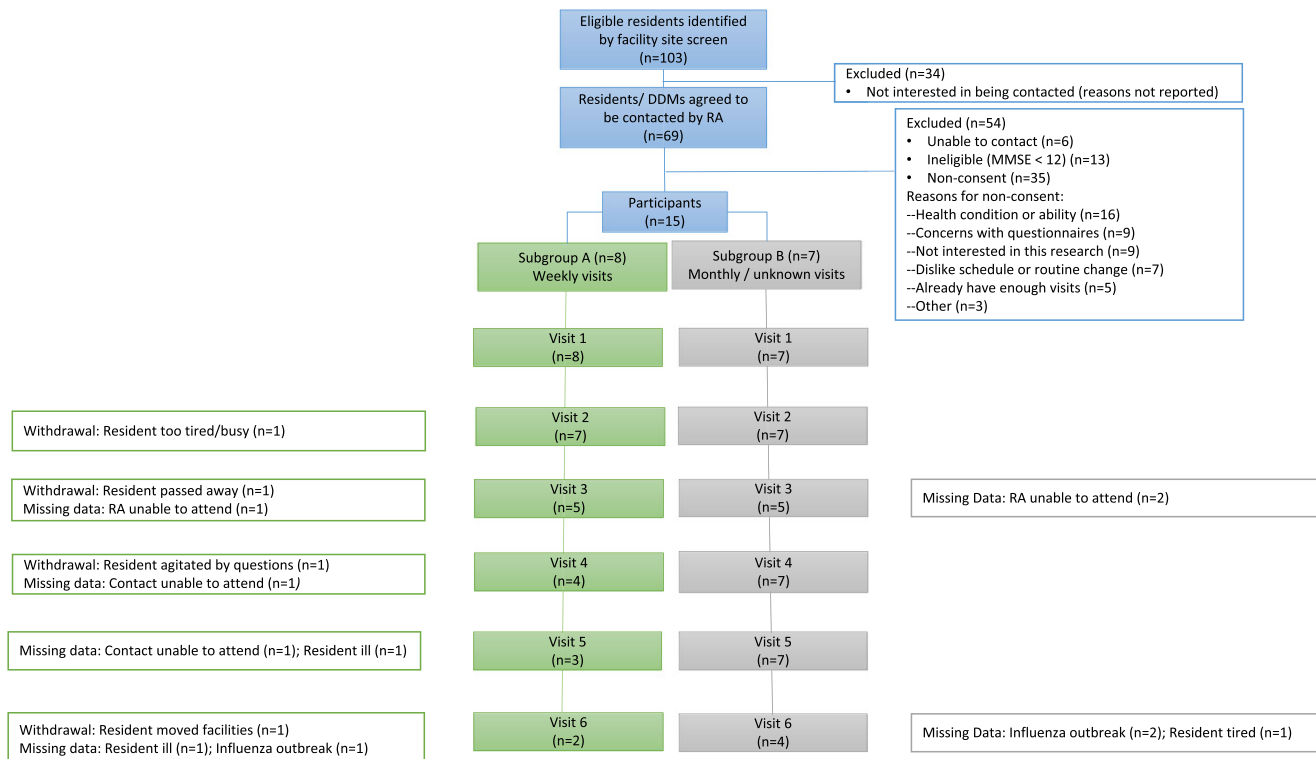 Eligible residents identified
by facility site screen
(n=103)
Excluded (n=34)
• Not interested in being contacted (reasons not reported)
Residents/ DDMs agreed to
be contacted by RA
(n=69)
Excluded (n=54)
• Unable to contact (n=6)
• Ineligible (MMSE < 12) (n=13)
• Non-consent (n=35)
Reasons for non-consent:
--Health condition or ability (n=16)
--Concerns with questionnaires (n=9)
--Not interested in this research (n=9)
--Dislike schedule or routine change (n=7)
--Already have enough visits (n=5)
--Other (n=3)
Participants
(n=15)
Subgroup A (n=8)
Weekly visits
Subgroup B (n=7)
Monthly / unknown visits
Visit 1
(n=8)
Visit 1
(n=7)
Withdrawal: Resident too tired/busy (n=1)
Visit 2
(n=7)
Visit 2
(n=7)
Withdrawal: Resident passed away (n=1)
Missing data: RA unable to attend (n=1)
Visit 3
(n=5)
Visit 3
(n=5)
Missing Data: RA unable to attend (n=2)
Withdrawal: Resident agitated by questions (n=1)
Missing data: Contact unable to attend (n=1)
Visit 4
(n=4)
Visit 4
(n=7)
Missing data: Contact unable to attend (n=1); Resident ill (n=1)
Visit 5
(n=3)
Visit 5
(n=7)
Withdrawal: Resident moved facilities (n=1)
Missing data: Resident ill (n=1); Influenza outbreak (n=1)
Visit 6
(n=2)
Visit 6
(n=4)
Missing Data: Influenza outbreak (n=2); Resident tired (n=1)